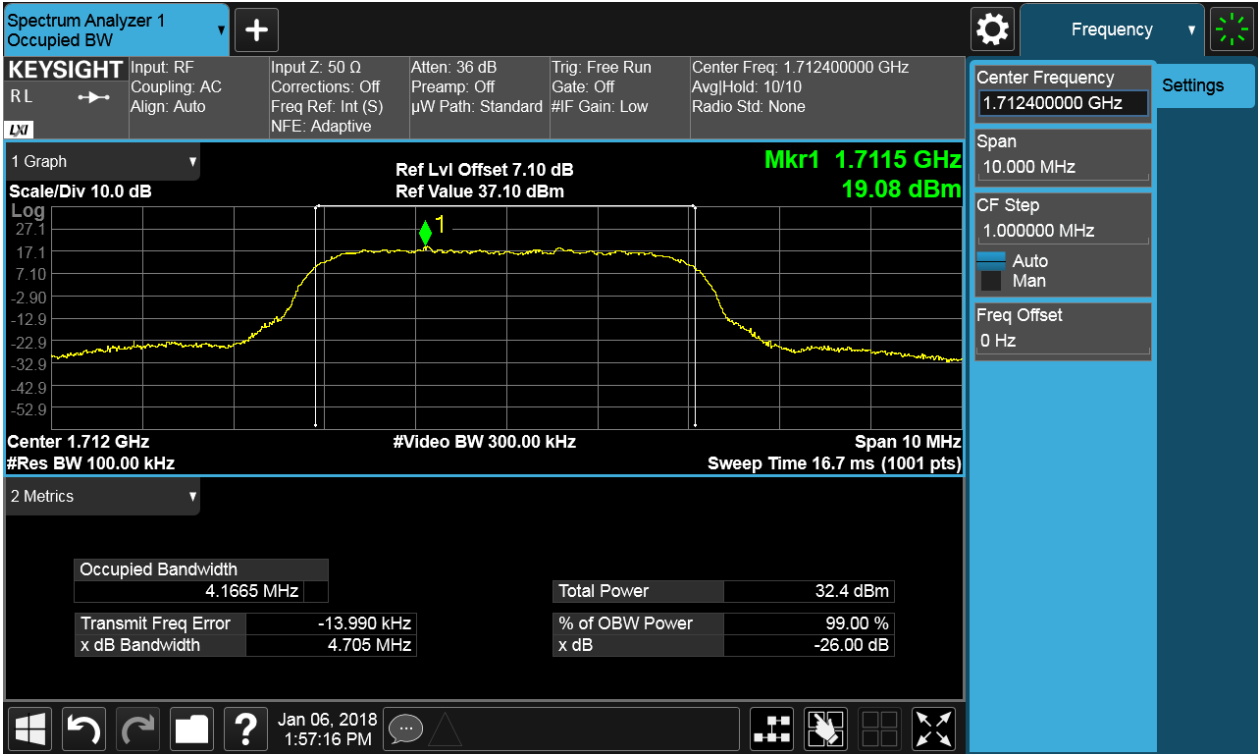 Spectrum Analyzer 1
Occupied BW
Frequency
KEYSIGHT
RL
LXI
Input: RF
Coupling: AC
Align: Auto
Input Z: 50 Ω
Corrections: Off
Freq Ref: Int (S)
NFE: Adaptive
Atten: 36 dB
Preamp: Off
µW Path: Standard
Trig: Free Run
Gate: Off
#IF Gain: Low
Center Freq: 1.712400000 GHz
Avg|Hold: 10/10
Radio Std: None
Center Frequency
1.712400000 GHz
Settings
Span
10.000 MHz
CF Step
1.000000 MHz
Auto
Man
Freq Offset
0 Hz
1 Graph
Scale/Div 10.0 dB
Ref Lvl Offset 7.10 dB
Ref Value 37.10 dBm
Mkr1 1.7115 GHz
19.08 dBm
Log
27.1
17.1
7.10
-2.90
-12.9
-22.9
-32.9
-42.9
-52.9
1
Center 1.712 GHz
#Video BW 300.00 kHz
Span 10 MHz
#Res BW 100.00 kHz
Sweep Time 16.7 ms (1001 pts)
2 Metrics
Occupied Bandwidth
4.1665 MHz
Total Power 32.4 dBm
Transmit Freq Error -13.990 kHz
% of OBW Power 99.00 %
x dB Bandwidth 4.705 MHz
x dB -26.00 dB
?
Jan 06, 2018
1:57:16 PM